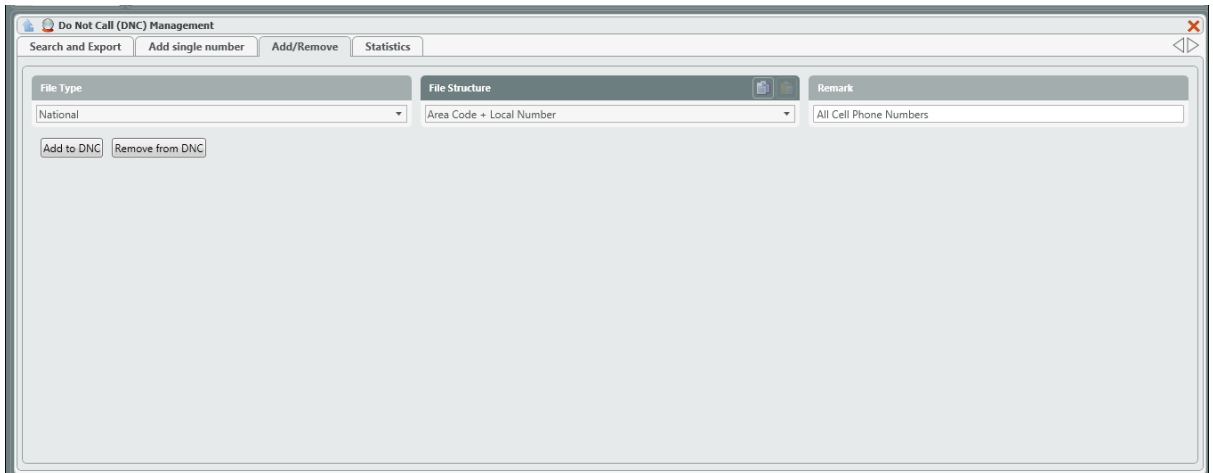 Do Not Call (DNC) Management
Search and Export Add single number Add/Remove Statistics
File Type File Structure Remark
National Area Code + Local Number All Cell Phone Numbers
Add to DNC Remove from DNC